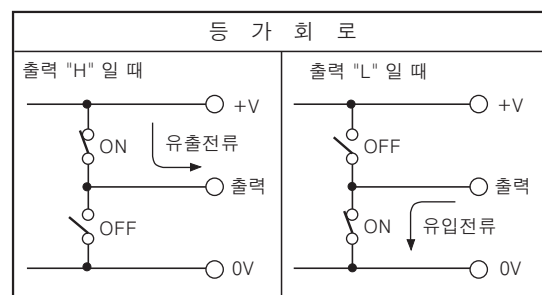 등 가 회 로
출력 "H" 일 때
+V
ON
유출전류
출력
OFF
0V
출력 "L" 일 때
+V
OFF
출력
ON
유입전류
0V